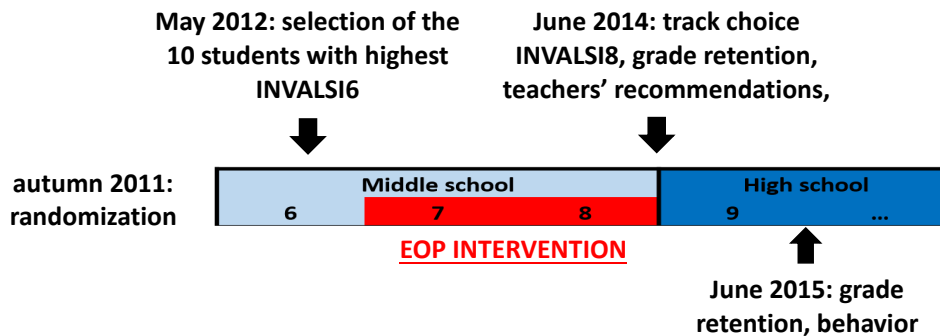 May 2012: selection of the
10 students with highest
INVALSI6
June 2014: track choice
INVALSI8, grade retention,
teachers’ recommendations,
autumn 2011:
randomization
Middle school
High school
6
7
8
9
...
EOP INTERVENTION
June 2015: grade
retention, behavior